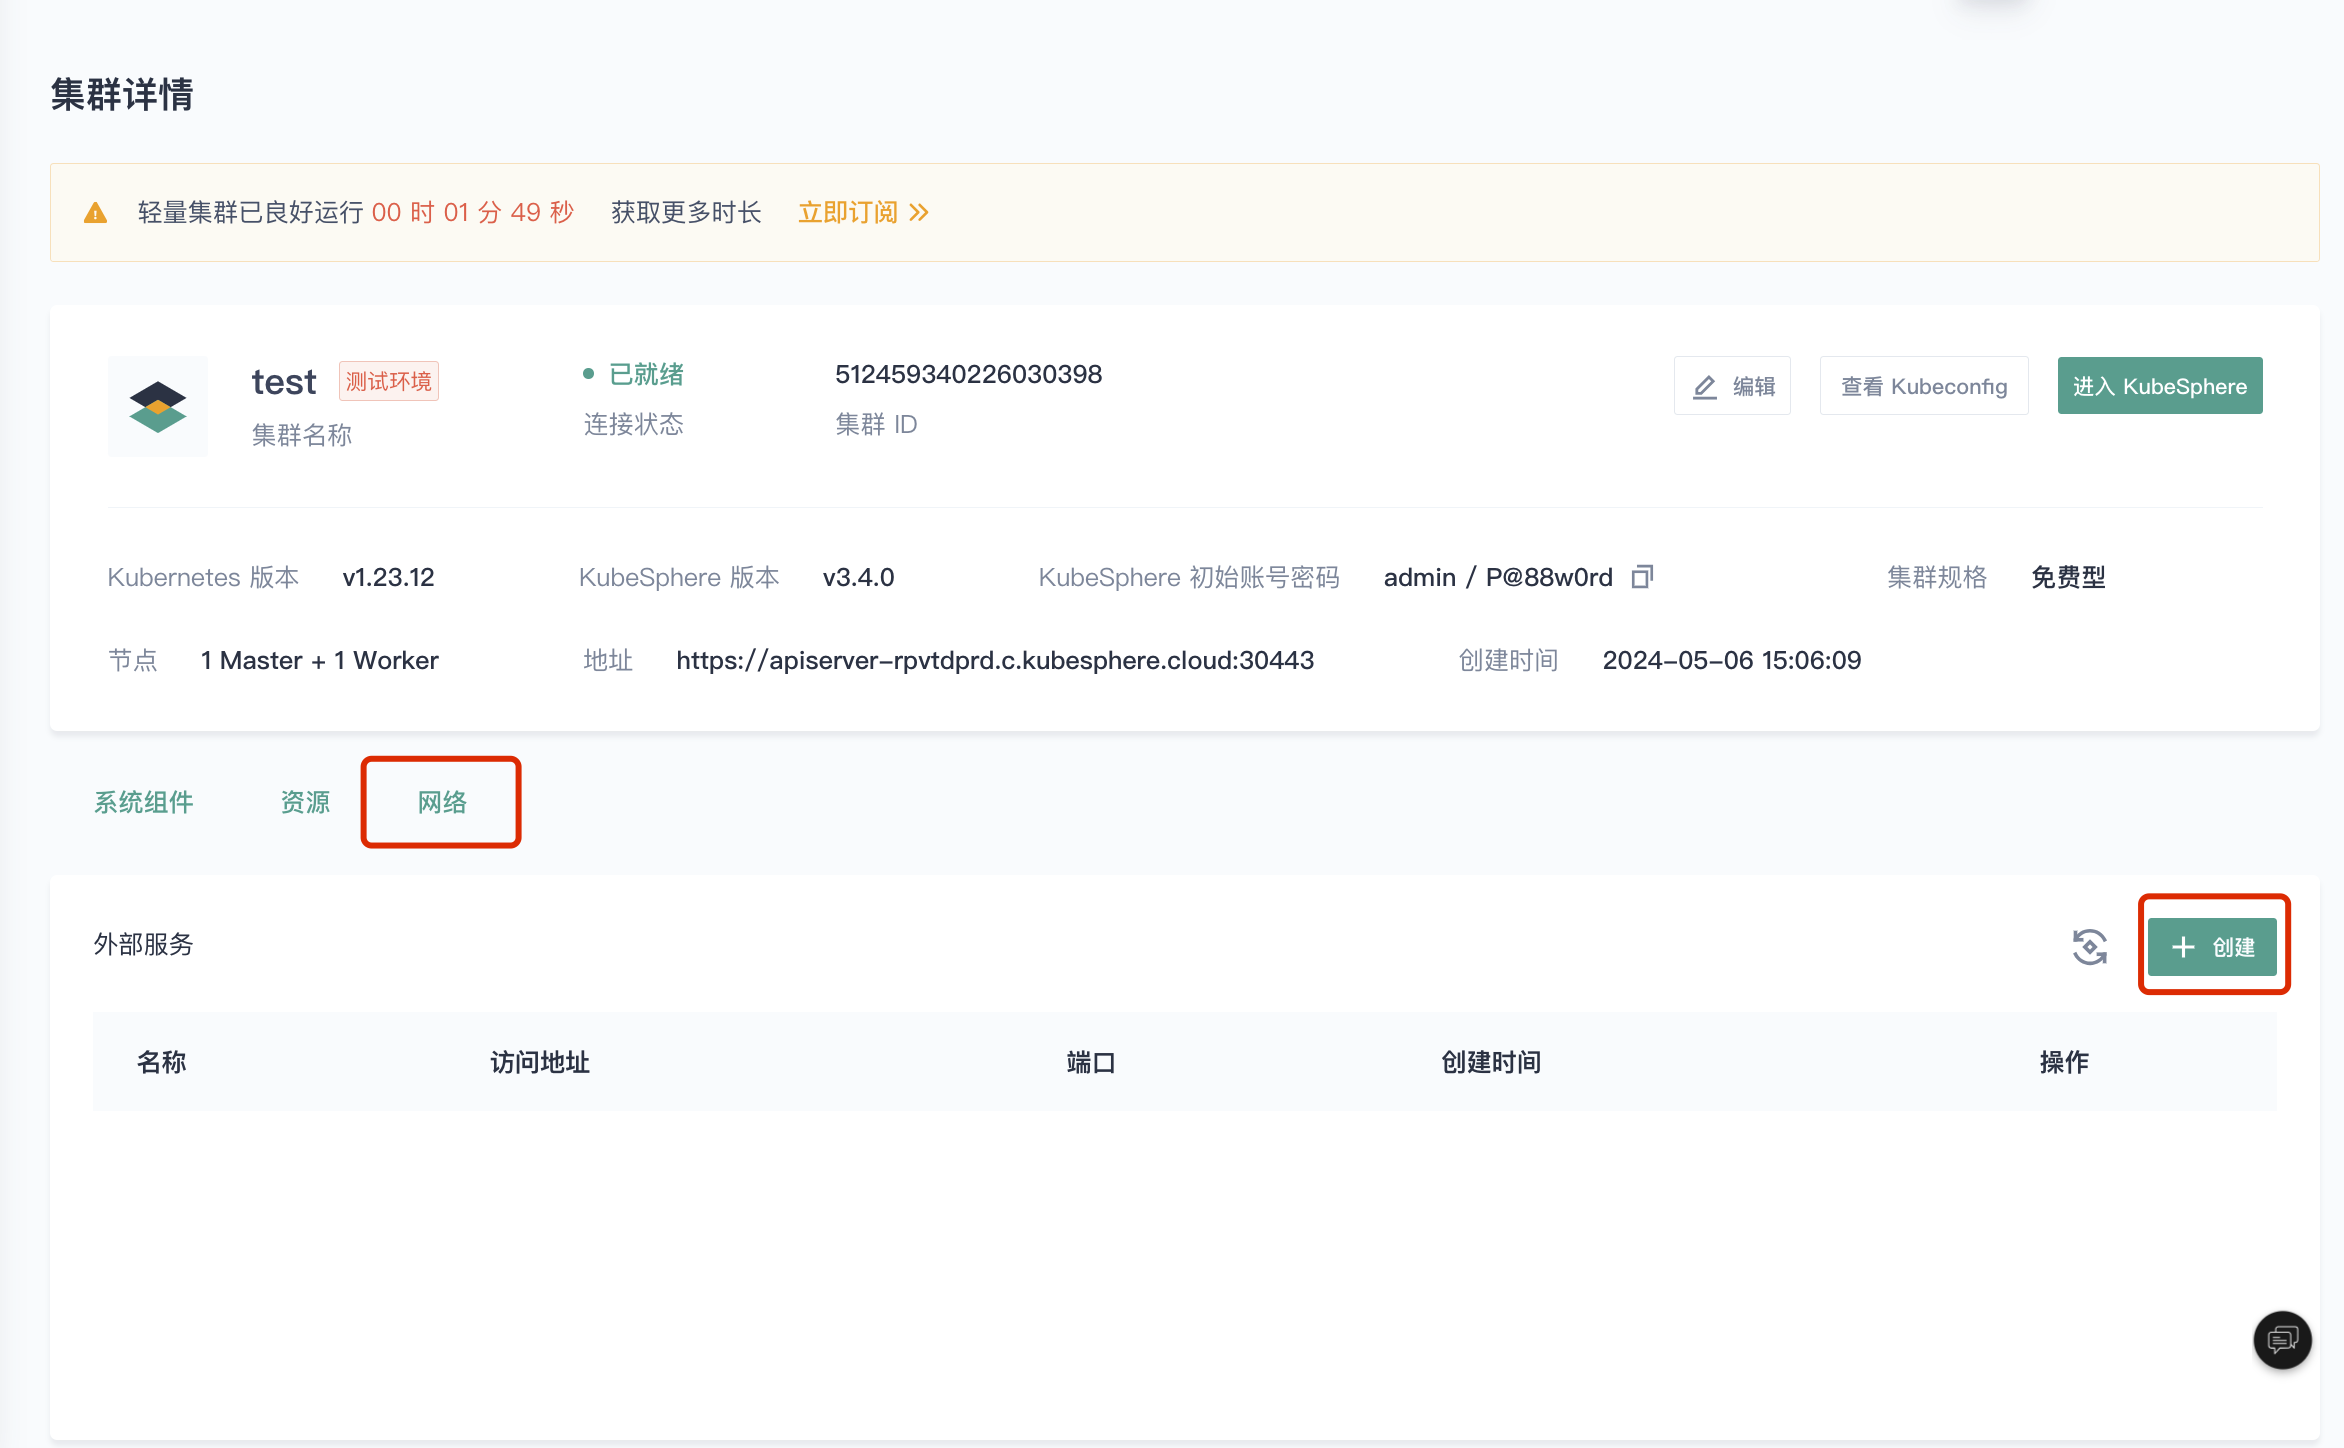 集群详情
轻量集群已良好运行 00 时 01 分 49 秒 获取更多时长 立即订阅
test 测试环境 已就绪 512459340226030398 编辑 查看 Kubeconfig 进入 KubeSphere
集群名称 连接状态 集群 ID
Kubernetes 版本 v1.23.12 KubeSphere 版本 v3.4.0 KubeSphere 初始账号密码 admin / P@88w0rd 集群规格 免费型
节点 1 Master + 1 Worker 地址 https://apiserver-rpvtdprd.c.kubesphere.cloud:30443 创建时间 2024-05-06 15:06:09
系统组件 资源 网络
外部服务 创建
名称 访问地址 端口 创建时间 操作